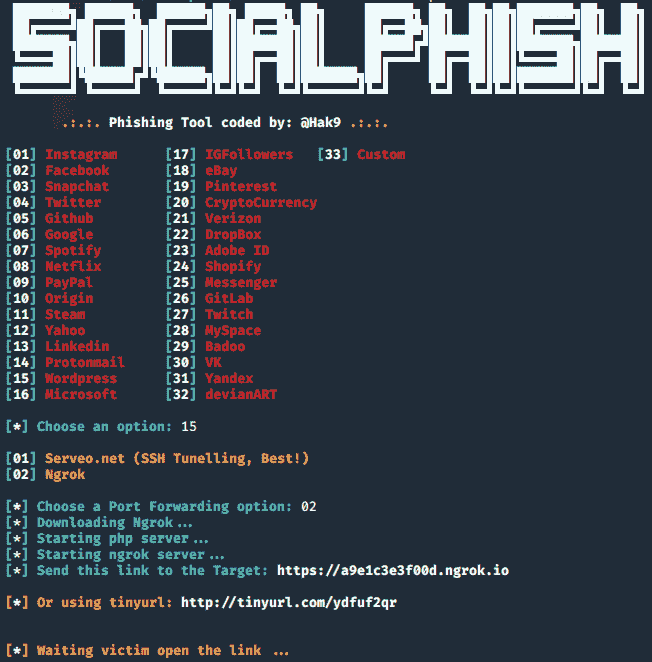 SOCIAL PHISH
.:.:. Phishing Tool coded by: @Hak9 .:.:.
[01] Instagram [17] IGFollowers [33] Custom
[02] Facebook [18] eBay
[03] Snapchat [19] Pinterest
[04] Twitter [20] CryptoCurrency
[05] Github [21] Verizon
[06] Google [22] DropBox
[07] Spotify [23] Adobe ID
[08] Netflix [24] Shopify
[09] PayPal [25] Messenger
[10] Origin [26] GitLab
[11] Steam [27] Twitch
[12] Yahoo [28] MySpace
[13] Linkedin [29] Badoo
[14] Protonmail [30] VK
[15] Wordpress [31] Yandex
[16] Microsoft [32] devianART
[*] Choose an option: 15
[01] Serveo.net (SSH Tunelling, Best!)
[02] Ngrok
[*] Choose a Port Forwarding option: 02
[*] Downloading Ngrok...
[*] Starting php server...
[*] Starting ngrok server...
[*] Send this link to the Target: https://a9e1c3e3f00d.ngrok.io
[*] Or using tinyurl: http://tinyurl.com/ydfuf2qr
[*] Waiting victim open the link ...